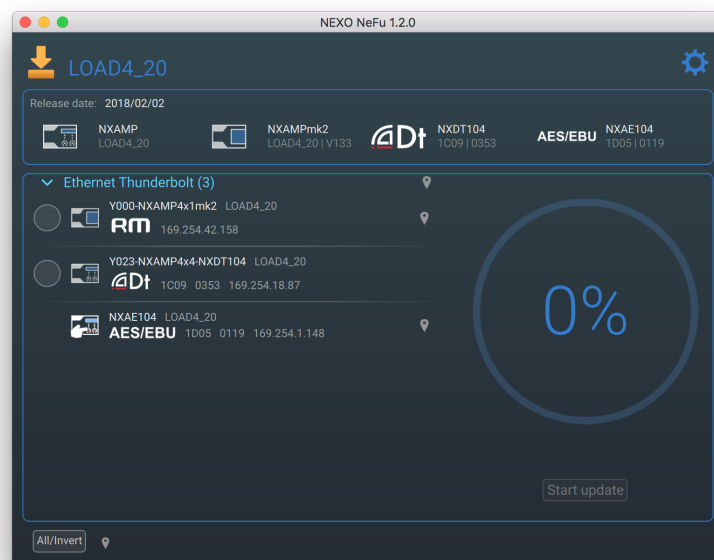 NEXO NeFu 1.2.0
LOAD4_20
Release date: 2018/02/02
NXAMP
LOAD4_20
NXAMPmk2
LOAD4_20 | V133
Dt
NXDT104
1C09 | 0353
AES/EBU
NXAE104
1D05 | 0119
Ethernet Thunderbolt (3)
Y000-NXAMP4x1mk2 LOAD4_20
RM 169.254.42.158
Y023-NXAMP4x4-NXDT104 LOAD4_20
Dt 1C09 0353 169.254.18.87
NXAE104 LOAD4_20
AES/EBU 1D05 0119 169.254.1.148
0%
Start update
All/Invert